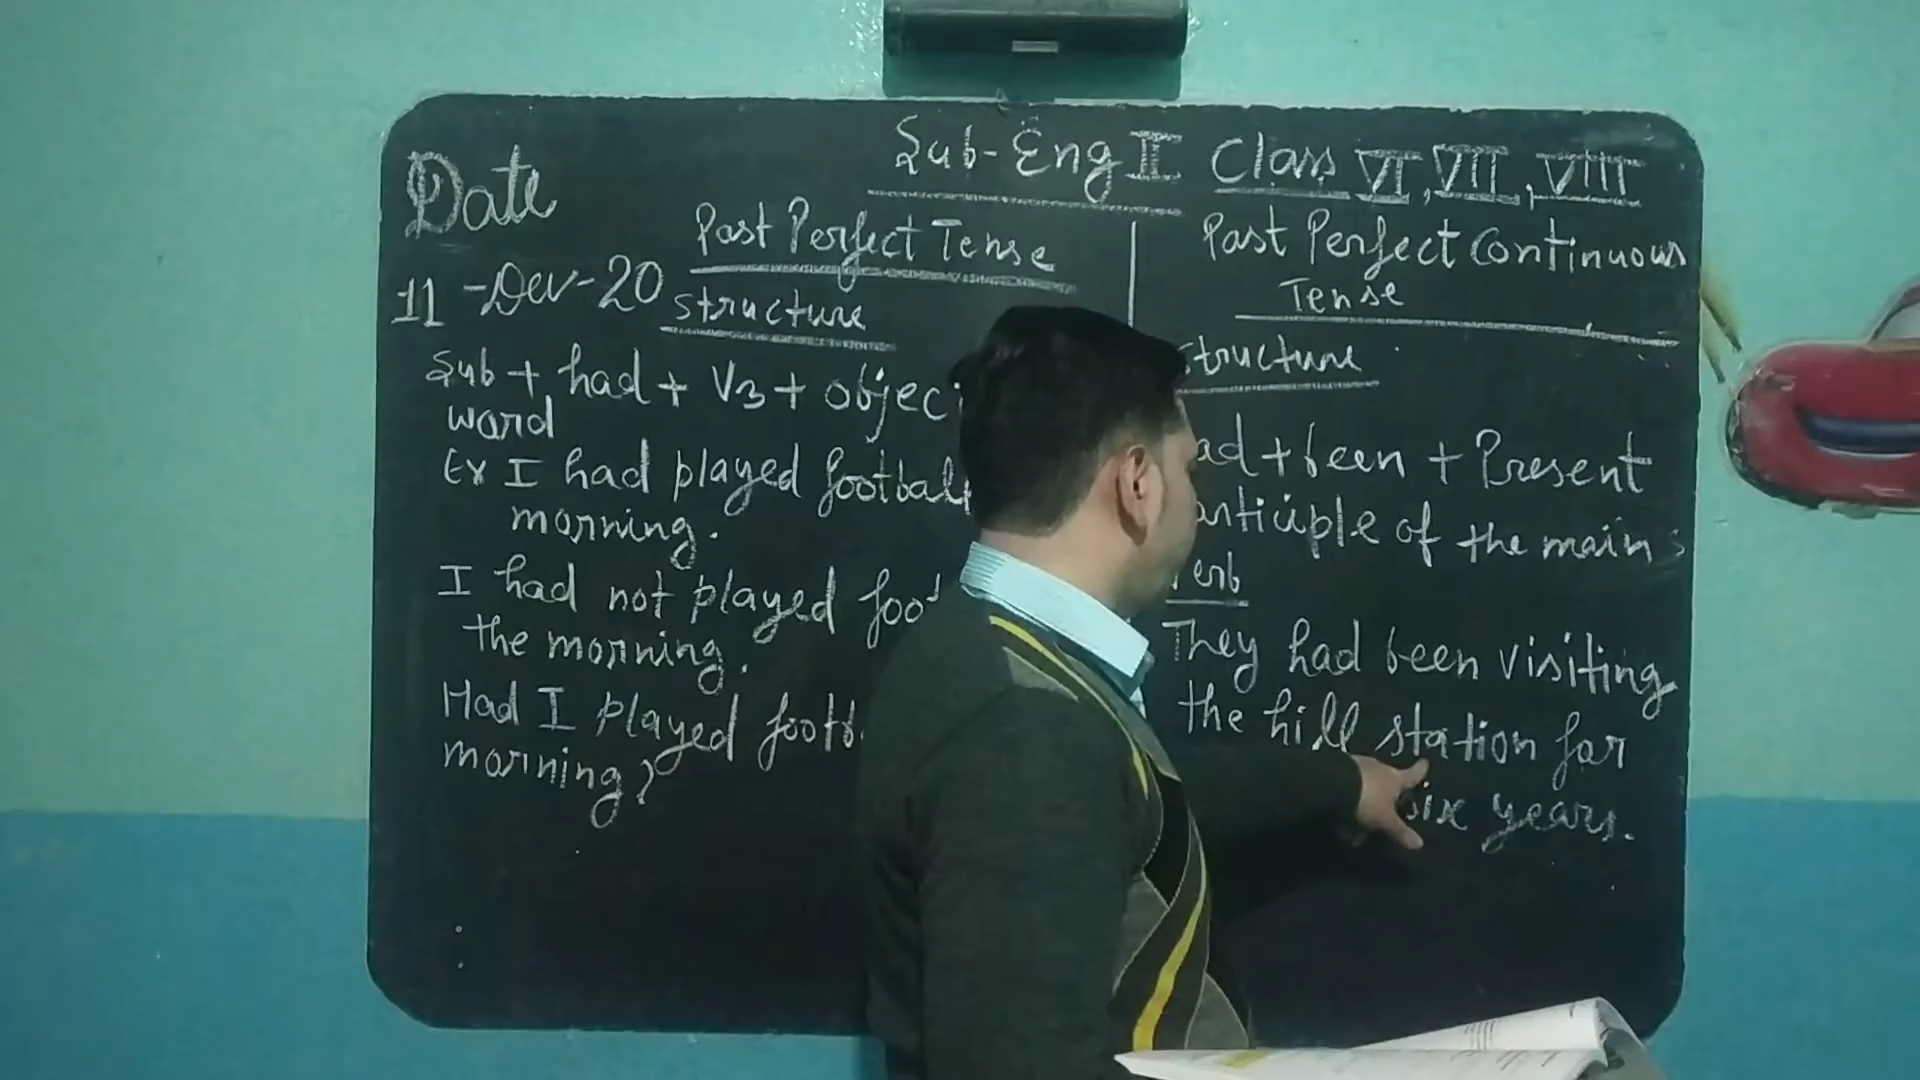 Sub-Eng II Class VI, VII, VIII
Date
11 -Dev-20
Past Perfect Tense
structure
Sub + had + V3 + objec
word
Ex I had played football
morning.
I had not played foo
the morning.
Had I played footb
morning?
Past Perfect Continuous
Tense
structure
ad + been + Present
articiple of the main
erb
They had been visiting
the hill station for
six years.